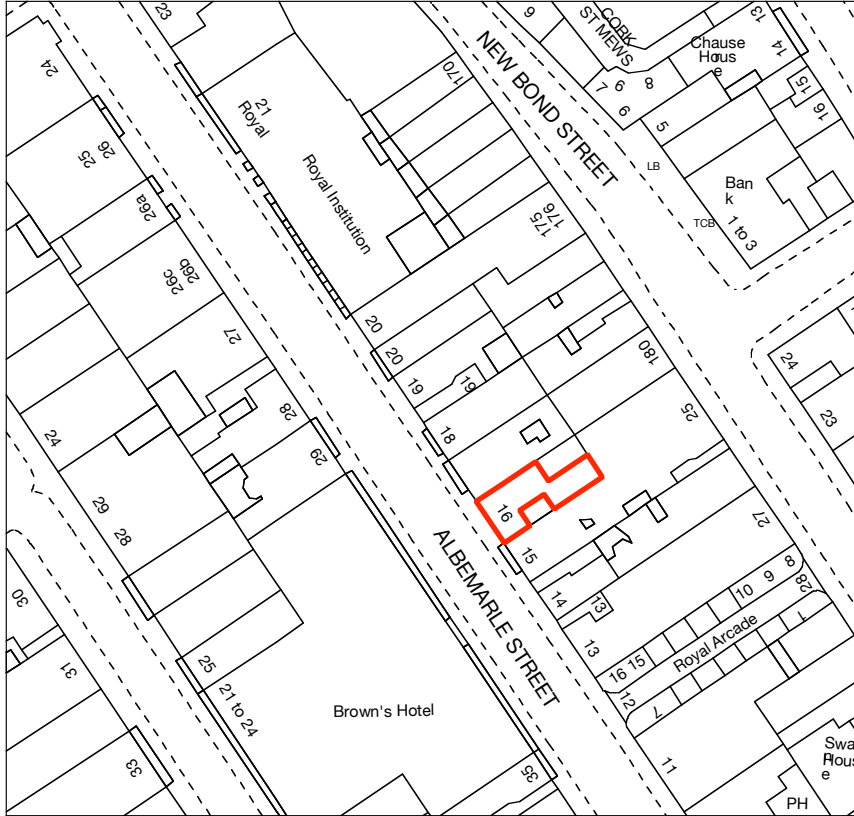 23
24
25
26
26a
26b
26c
27
28
29
21
Royal
Royal Institution
170
NEW BOND STREET
9
CORK
ST MEWS
Chause
Hous
r
e
13
14
15
16
7
6
8
6
5
LB
Ban
k
TCB
1 to 3
175
176
20
20
19
19
18
180
24
23
25
16
15
14
13
13
27
8
9
10
28
1
Royal Arcade
16 15
12
7
11
ALBEMARLE STREET
24
29
28
30
31
33
25
21 to 24
Brown's Hotel
35
Swa
n
Hous
e
PH